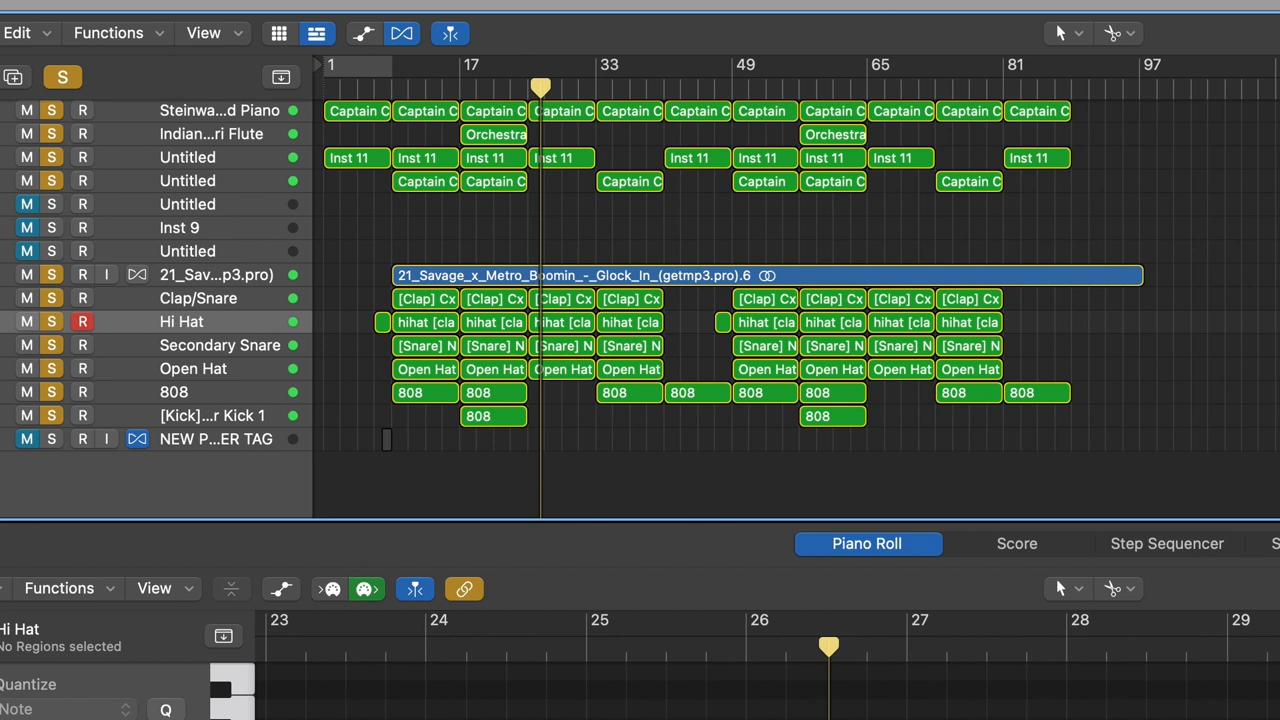 Edit Functions View
1 17 33 49 65 81 97
S
M S R Steinwa...d Piano Captain C Captain C Captain C Captain C Captain C Captain C Captain Captain C Captain C Captain C Captain C
M S R Indian...ri Flute Orchestra Orchestra
M S R Untitled Inst 11 Inst 11 Inst 11 Inst 11 Inst 11 Inst 11 Inst 11 Inst 11 Inst 11
M S R Untitled Captain C Captain C Captain C Captain Captain C Captain C
M S R Untitled
M S R Inst 9
M S R Untitled
M S R I 21_Sav...p3.pro) 21_Savage_x_Metro_Boomin_-_Glock_In_(getmp3.pro).6
M S R Clap/Snare [Clap] Cx [Clap] Cx [Clap] Cx [Clap] Cx [Clap] Cx [Clap] Cx [Clap] Cx [Clap] Cx
M S R Hi Hat hihat [cla hihat [cla hihat [cla hihat [cla hihat [cla hihat [cla hihat [cla hihat [cla
M S R Secondary Snare [Snare] N [Snare] N [Snare] N [Snare] N [Snare] N [Snare] N [Snare] N [Snare] N
M S R Open Hat Open Hat Open Hat Open Hat Open Hat Open Hat Open Hat Open Hat Open Hat
M S R 808 808 808 808 808 808 808 808 808
M S R [Kick]...r Kick 1 808 808
M S R I NEW P...ER TAG
Piano Roll Score Step Sequencer S
Functions View
23 24 25 26 27 28 29
Hi Hat
No Regions selected
Quantize
Note Q